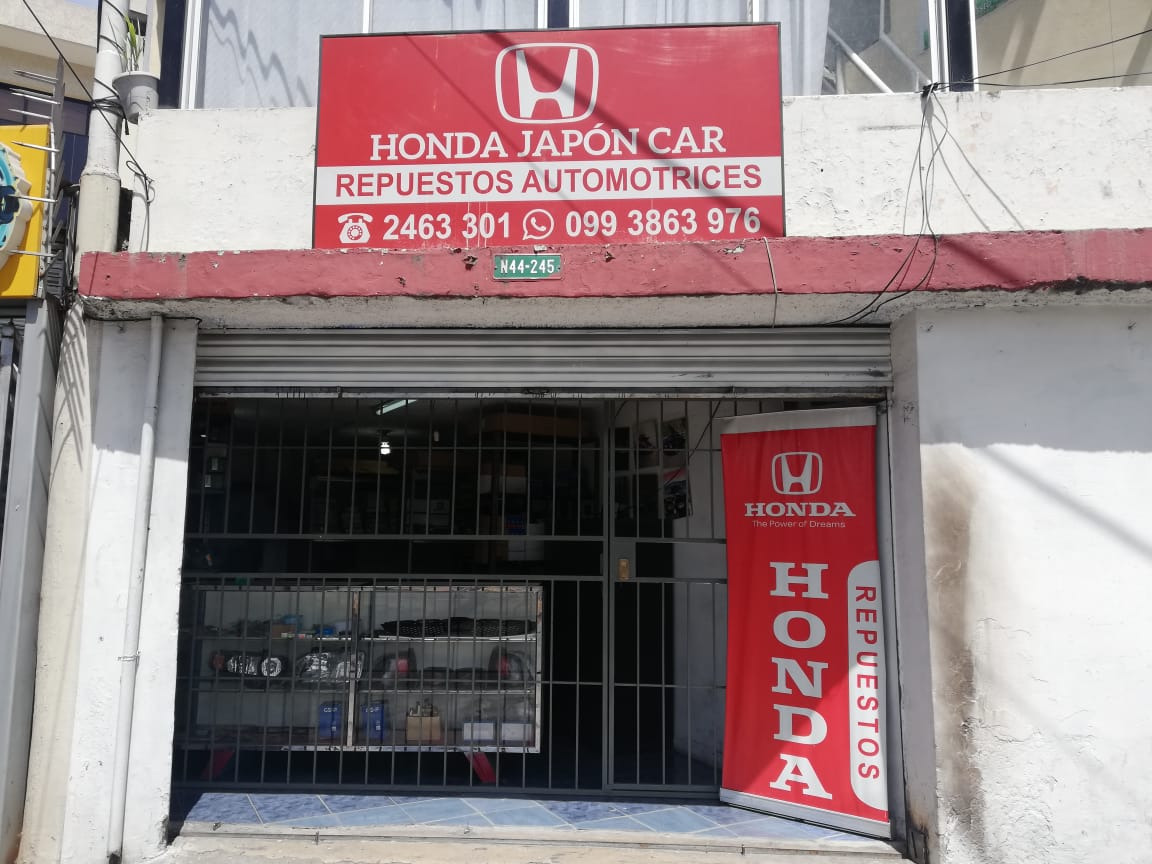 HONDA JAPÓN CAR
REPUESTOS AUTOMOTRICES
2463 301 099 3863 976
N44-245
HONDA
The Power of Dreams
HONDA
REPUESTOS